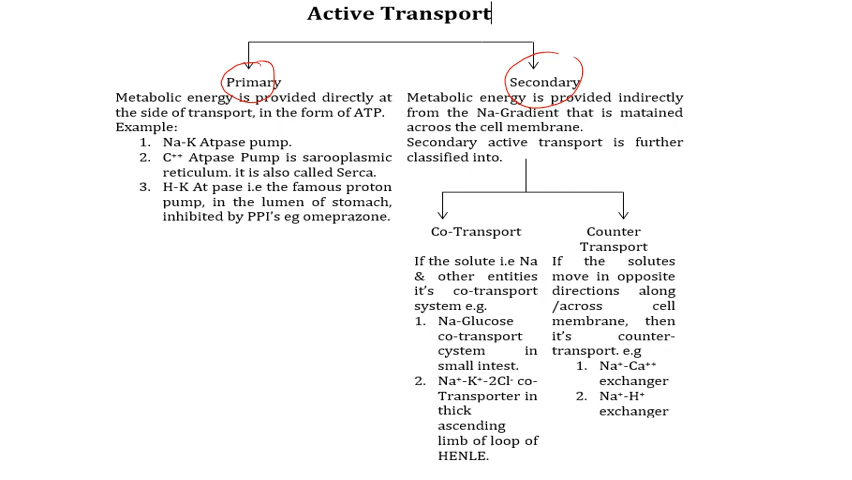 Active Transport
Primary
Metabolic energy is provided directly at
the side of transport, in the form of ATP.
Example:
1. Na-K Atpase pump.
2. C⁺⁺ Atpase Pump is sarooplasmic
reticulum. it is also called Serca.
3. H-K At pase i.e the famous proton
pump, in the lumen of stomach,
inhibited by PPI's eg omeprazone.
Secondary
Metabolic energy is provided indirectly
from the Na-Gradient that is matained
acroos the cell membrane.
Secondary active transport is further
classified into.
Co-Transport
If the solute i.e Na
& other entities
it's co-transport
system e.g.
1. Na-Glucose
co-transport
cystem in
small intest.
2. Na⁺-K⁺-2Cl⁻ co-
Transporter in
thick
ascending
limb of loop of
HENLE.
Counter
Transport
If the solutes
move in opposite
directions along
/across cell
membrane, then
it's counter-
transport. e.g
1. Na⁺-Ca⁺⁺
exchanger
2. Na⁺-H⁺
exchanger